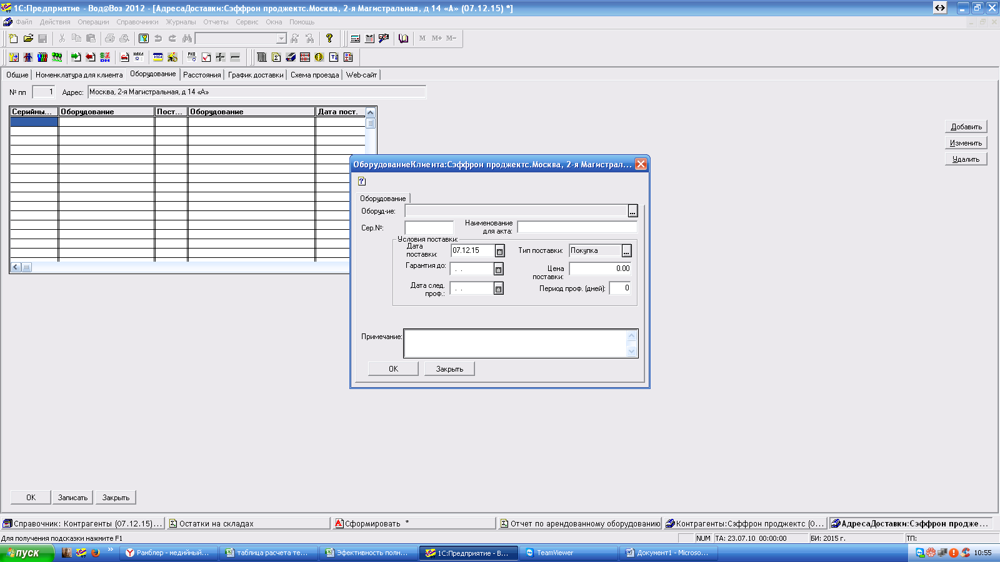 1С:Предприятие - Вод@Воз 2012 - [АдресаДоставки:Сэффрон проджектс.Москва, 2-я Магистральная, д 14 «А» (07.12.15) *]
Файл Действия Операции Справочники Журналы Отчеты Сервис Окна Помощь
M M+ M-
Общие Номенклатура для клиента Оборудование Расстояния График доставки Схема проезда Web-сайт
№ пп 1 Адрес: Москва, 2-я Магистральная, д 14 «А»
Серийны... Оборудование Пост... Оборудование Дата пост.
Добавить
Изменить
Удалить
ОборудованиеКлиента:Сэффрон проджектс.Москва, 2-я Магистрал...
Оборудование
Оборуд-ие: ...
Сер.№: Наименование для акта:
Условия поставки:
Дата поставки: 07.12.15 Тип поставки: Покупка ...
Гарантия до: . . Цена поставки: 0.00
Дата след. проф.: . . Период проф. (дней): 0
Примечание:
OK Закрыть
OK Записать Закрыть
Справочник: Контрагенты (07.12.15)... Остатки на складах Сформировать * Отчет по арендованному оборудованию Контрагенты:Сэффрон проджектс (0... АдресаДоставки:Сэффрон продже...
Для получения подсказки нажмите F1 NUM ТА: 23.07.10 00:00:00 БИ: 2015 г. ТП:
пуск Рамблер - медийный... таблица расчета те... Эфективность полн... 1С:Предприятие - В... TeamViewer Документ1 - Microso... 10:55